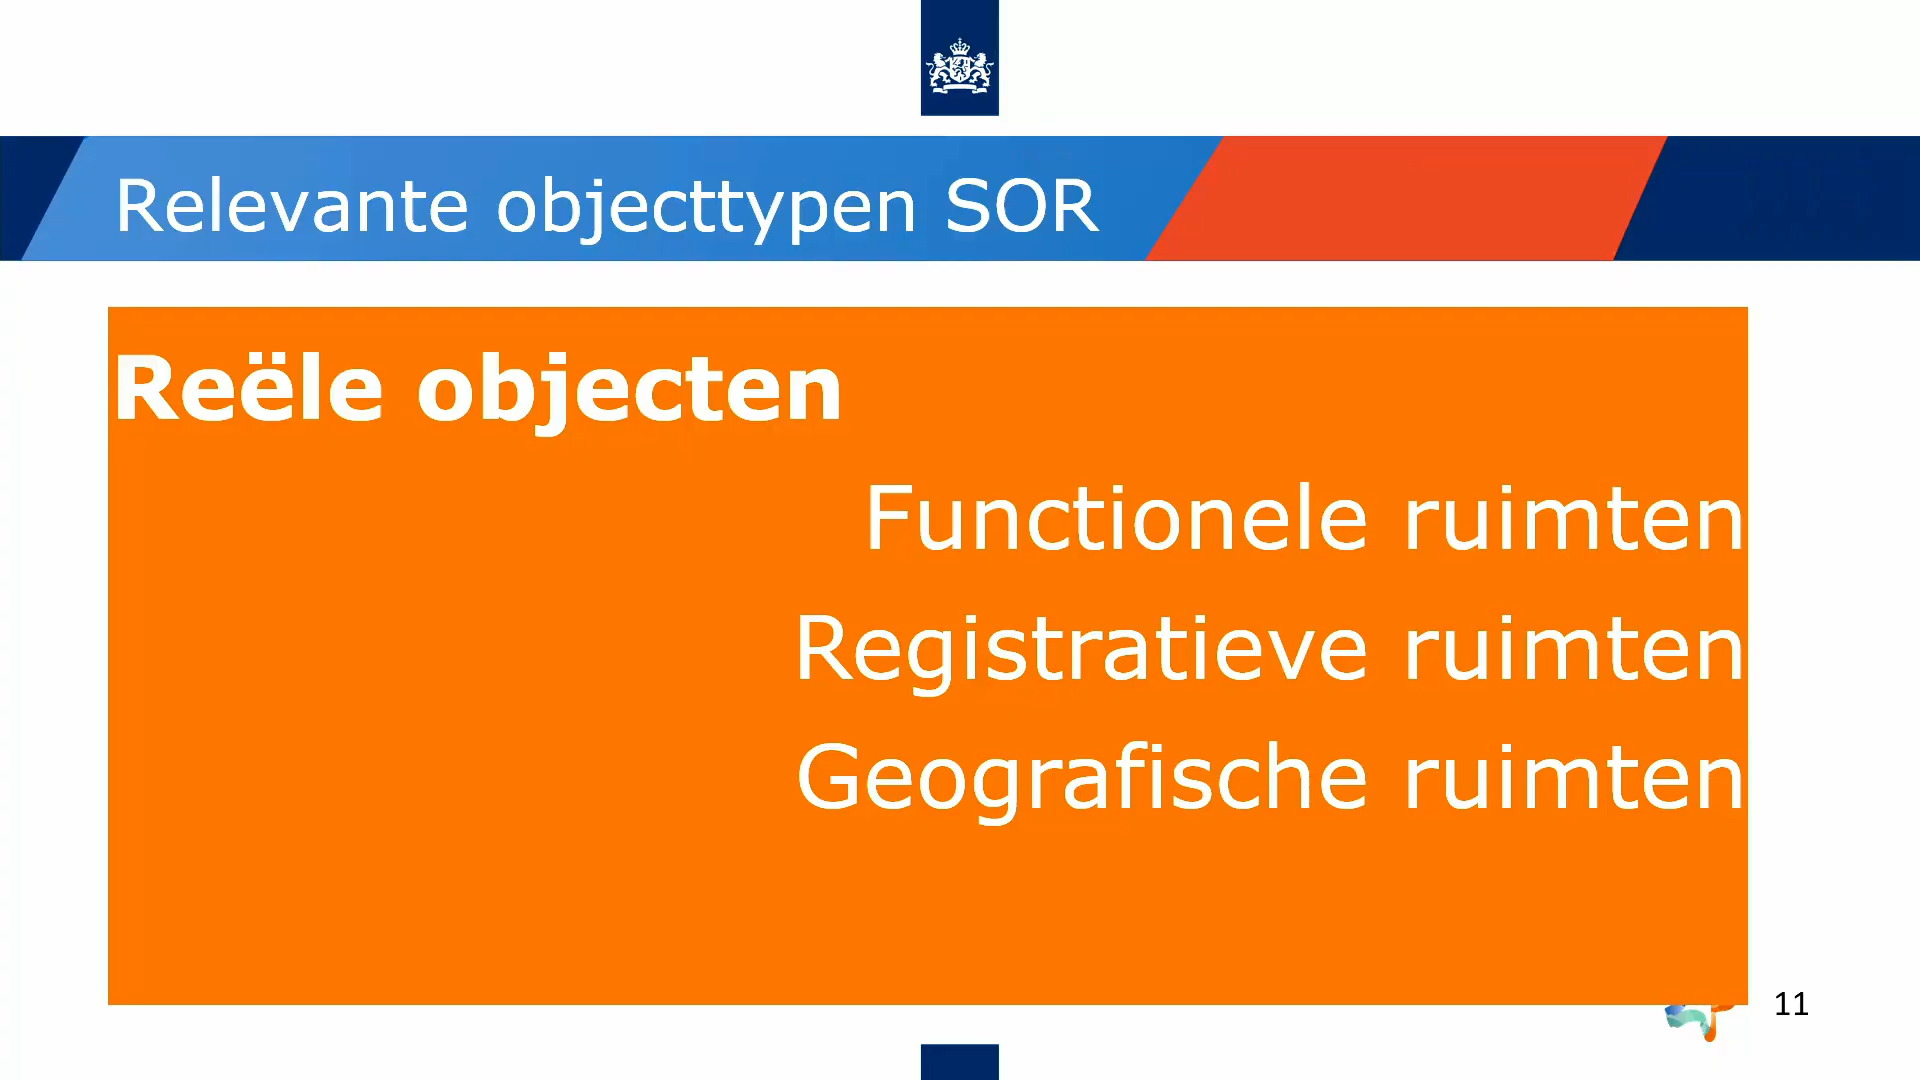 Relevante objecttypen SOR
Reële objecten
Functionele ruimten
Registratieve ruimten
Geografische ruimten
11